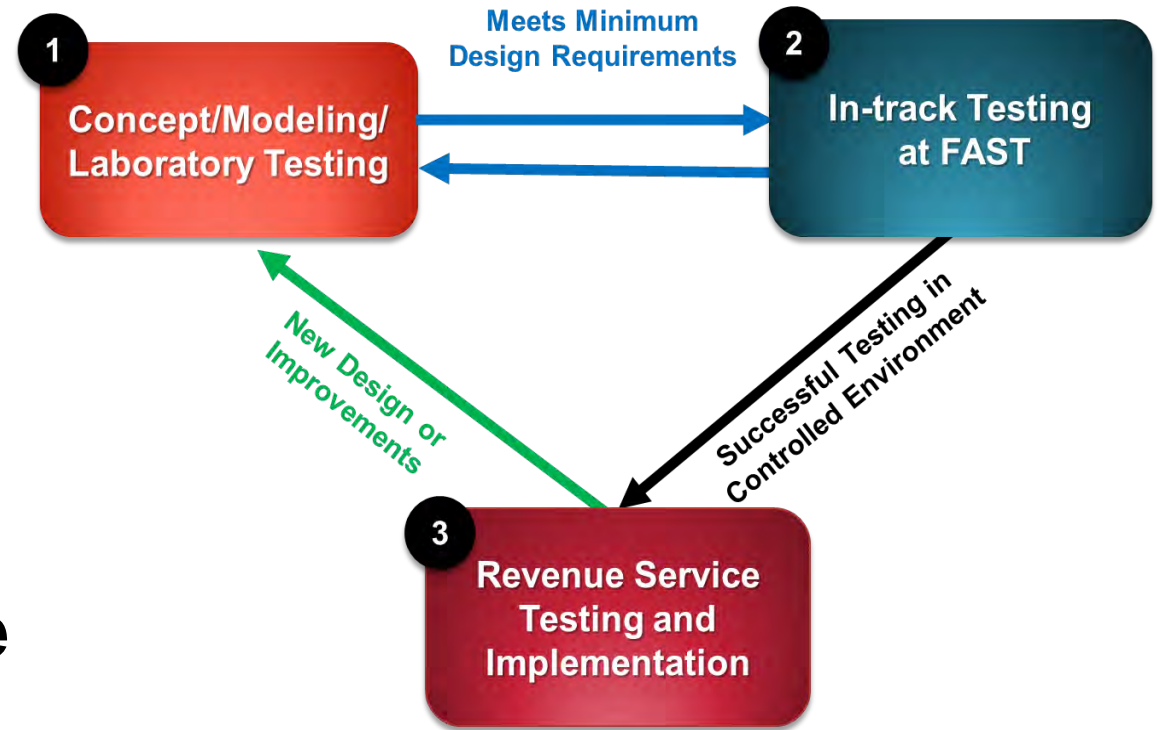 1
Concept/Modeling/
Laboratory Testing
Meets Minimum
Design Requirements
2
In-track Testing
at FAST
New Design or
Improvements
Successful Testing in
Controlled Environment
3
Revenue Service
Testing and
Implementation
e